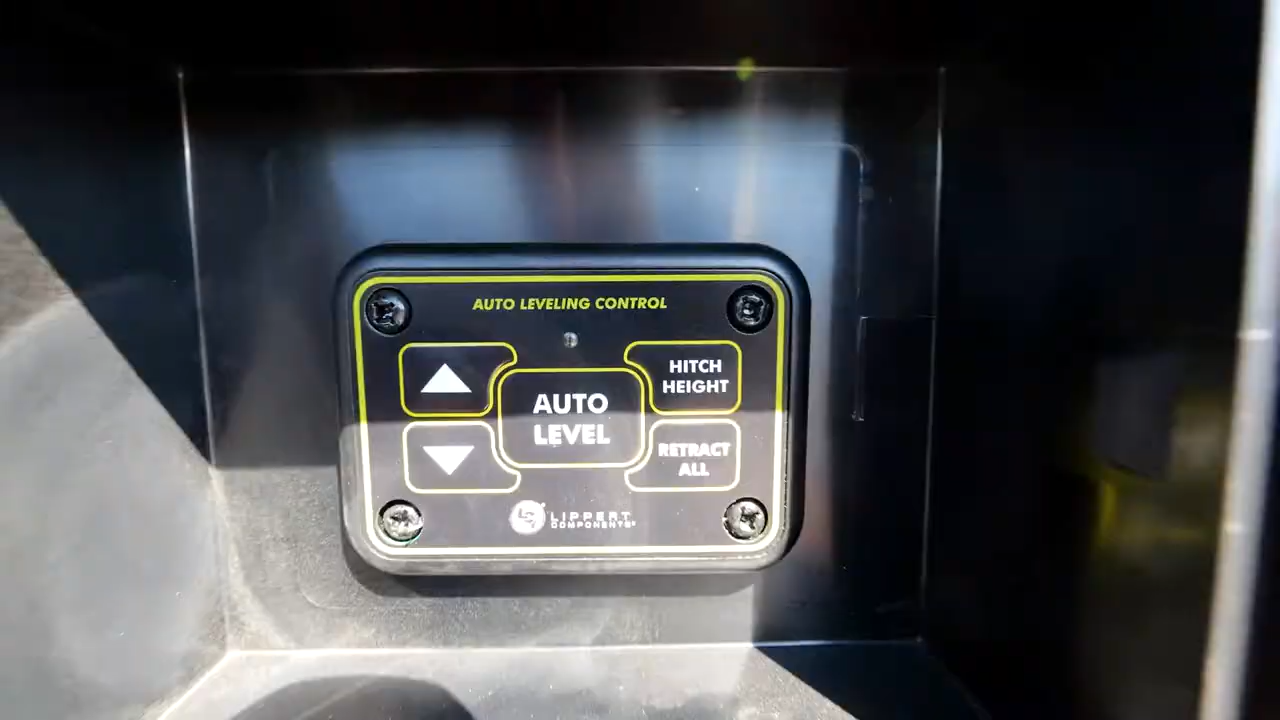 AUTO LEVELING CONTROL
HITCH
HEIGHT
AUTO
LEVEL
RETRACT
ALL
LIPPERT
COMPONENTS®